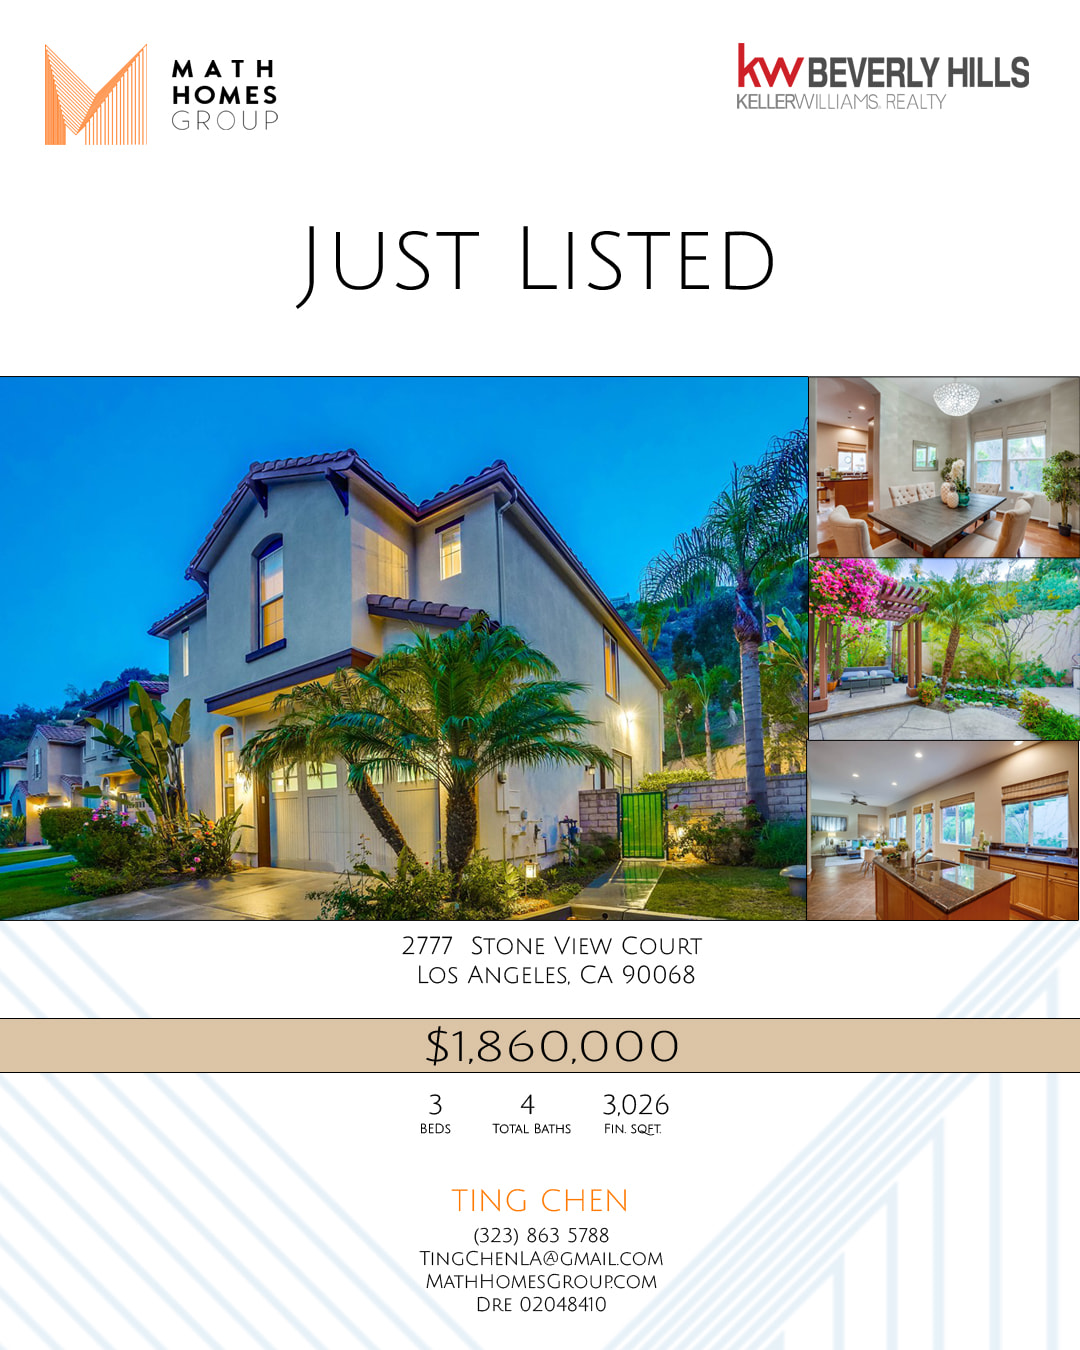 MATH
HOMES
GROUP
kw BEVERLY HILLS
KELLERWILLIAMS. REALTY
Just Listed
2777 Stone View Court
Los Angeles, CA 90068
$1,860,000
3 4 3,026
Beds Total Baths Fin. Sqft.
Ting Chen
(323) 863 5788
TingChenLA@gmail.com
MathHomesGroup.com
Dre 02048410